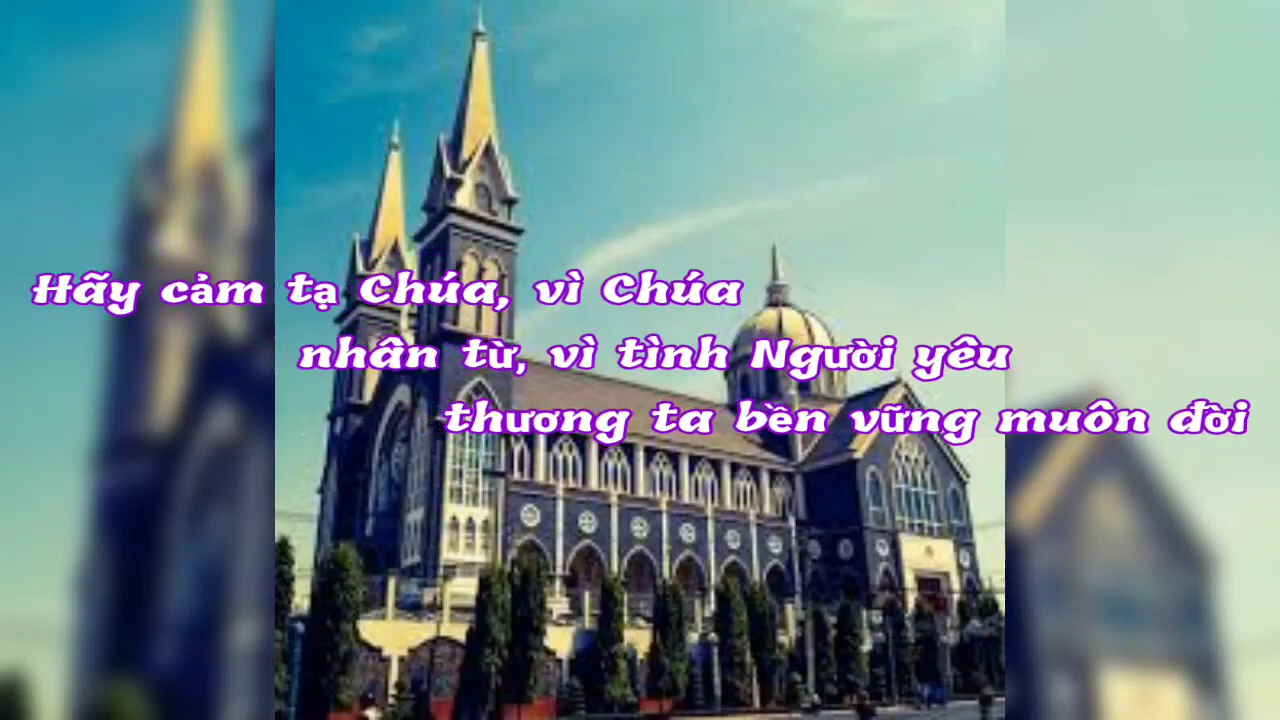 Hãy cảm tạ Chúa, vì Chúa
nhân từ, vì tình Người yêu
thương ta bền vững muôn đời